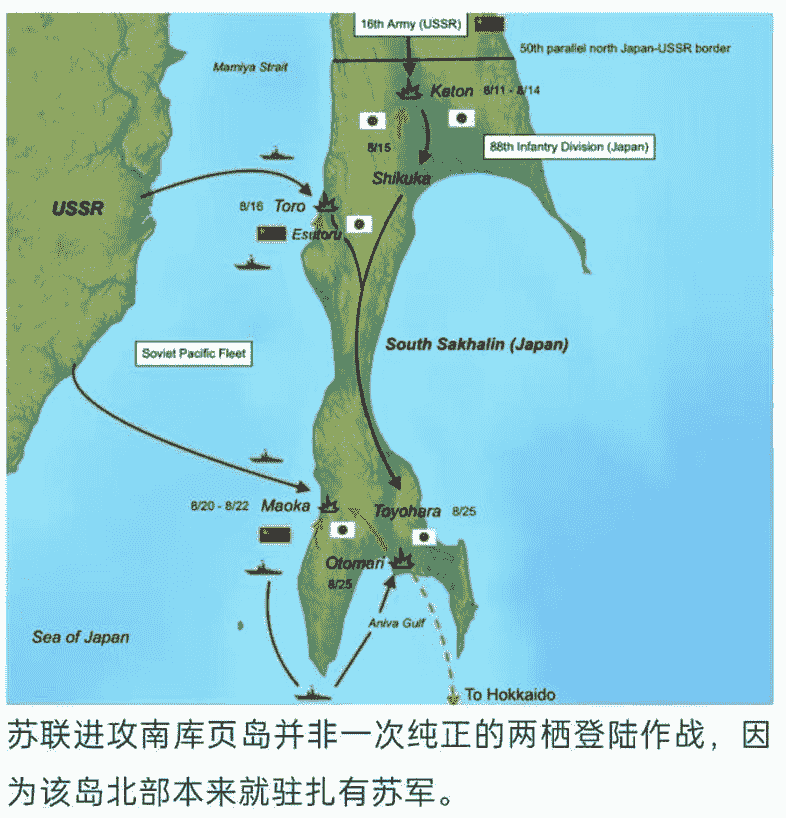 16th Army (USSR)
50th parallel north Japan-USSR border
Mamiya Strait
Katon 8/11 - 8/14
8/15
88th Infantry Division (Japan)
Shikuka
USSR
8/16 Toro
Esutoru
South Sakhalin (Japan)
Soviet Pacific Fleet
8/20 - 8/22 Maoka
Toyohara 8/25
Otomari
8/25
Aniva Gulf
Sea of Japan
To Hokkaido
苏联进攻南库页岛并非一次纯正的两栖登陆作战，因
为该岛北部本来就驻扎有苏军。